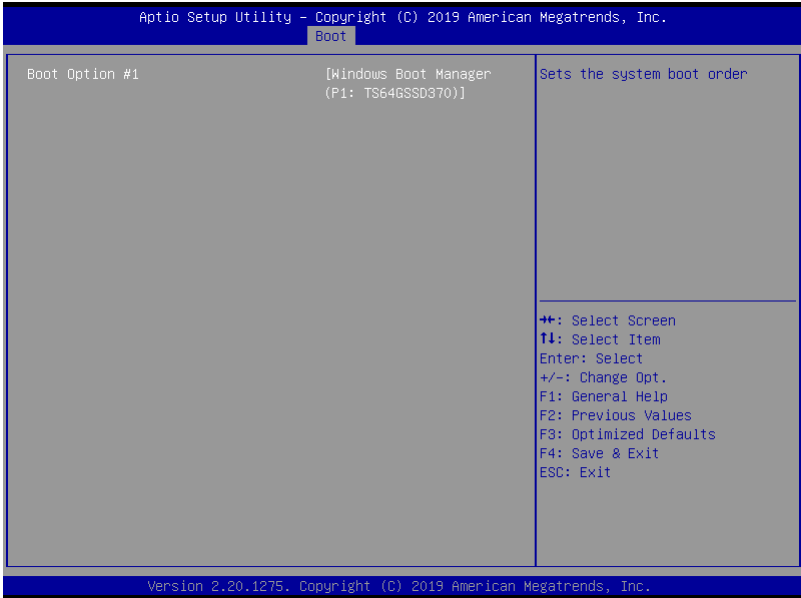 Aptio Setup Utility – Copyright (C) 2019 American Megatrends, Inc.
Boot
Boot Option #1 [Windows Boot Manager
(P1: TS64GSSD370)]
Sets the system boot order
→←: Select Screen
↑↓: Select Item
Enter: Select
+/-: Change Opt.
F1: General Help
F2: Previous Values
F3: Optimized Defaults
F4: Save & Exit
ESC: Exit
Version 2.20.1275. Copyright (C) 2019 American Megatrends, Inc.